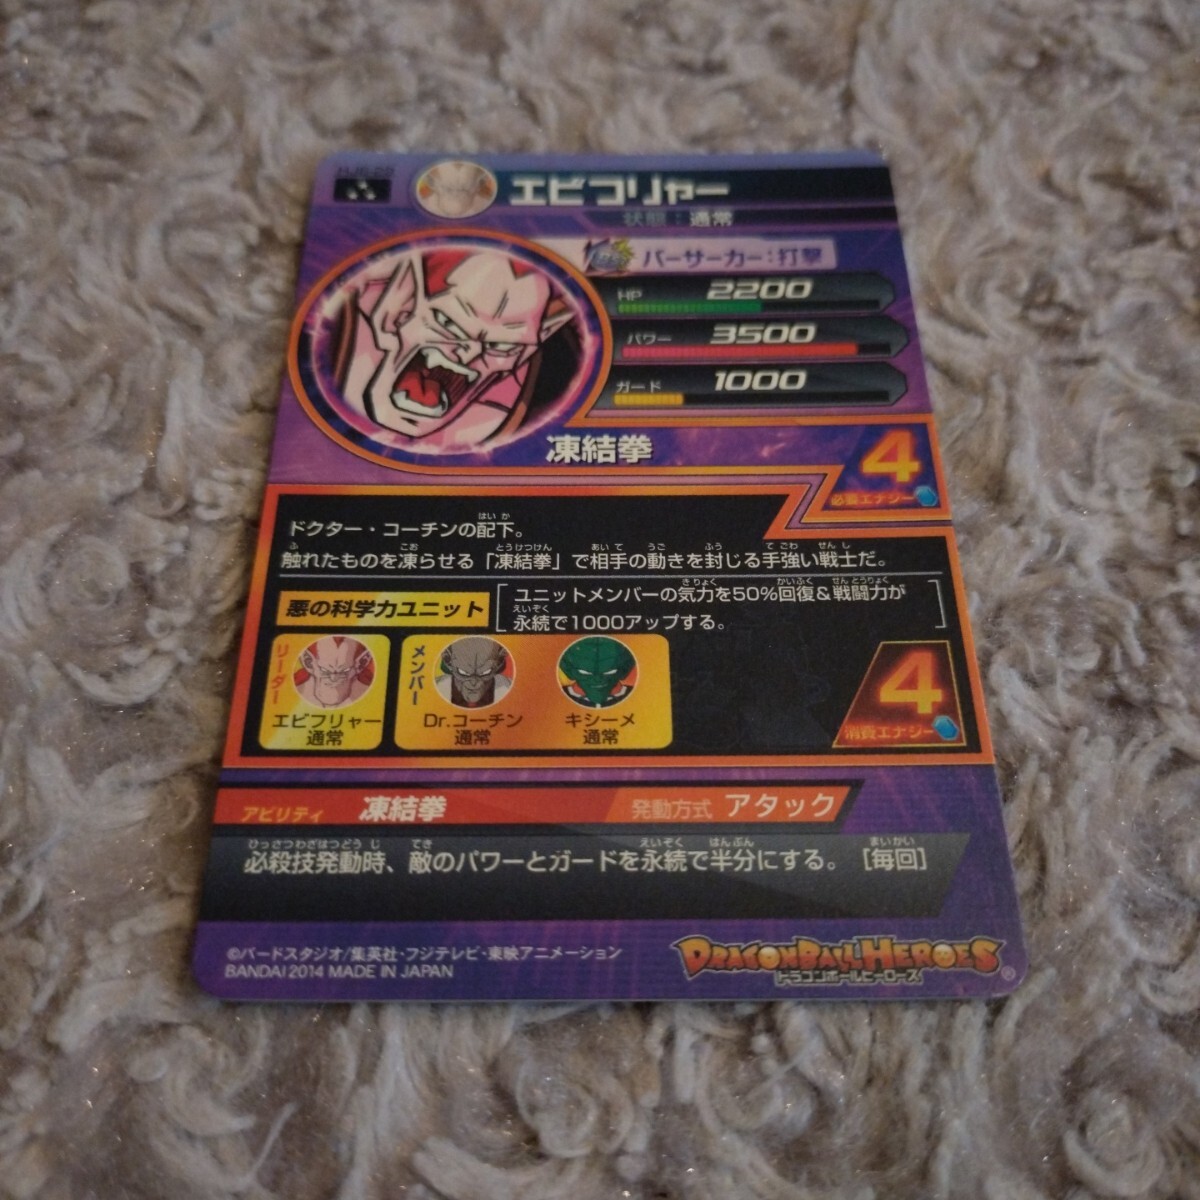 エビフリャー
状態：通常
バーサーカー：打撃
HP 2200
パワー 3500
ガード 1000
凍結拳
4
必要エナジー
ドクター・コーチンの配下。
触れたものを凍らせる「凍結拳」で相手の動きを封じる手強い戦士だ。
悪の科学力ユニット
ユニットメンバーの気力を50%回復&戦闘力が
永続で1000アップする。
リーダー
エビフリャー
通常
メンバー
Dr.コーチン
通常
キシーメ
通常
4
消費エナジー
アビリティ 凍結拳 発動方式 アタック
必殺技発動時、敵のパワーとガードを永続で半分にする。［毎回］
©バードスタジオ/集英社・フジテレビ・東映アニメーション
BANDAI 2014 MADE IN JAPAN
DRAGONBALL HEROES
ドラゴンボールヒーローズ
®